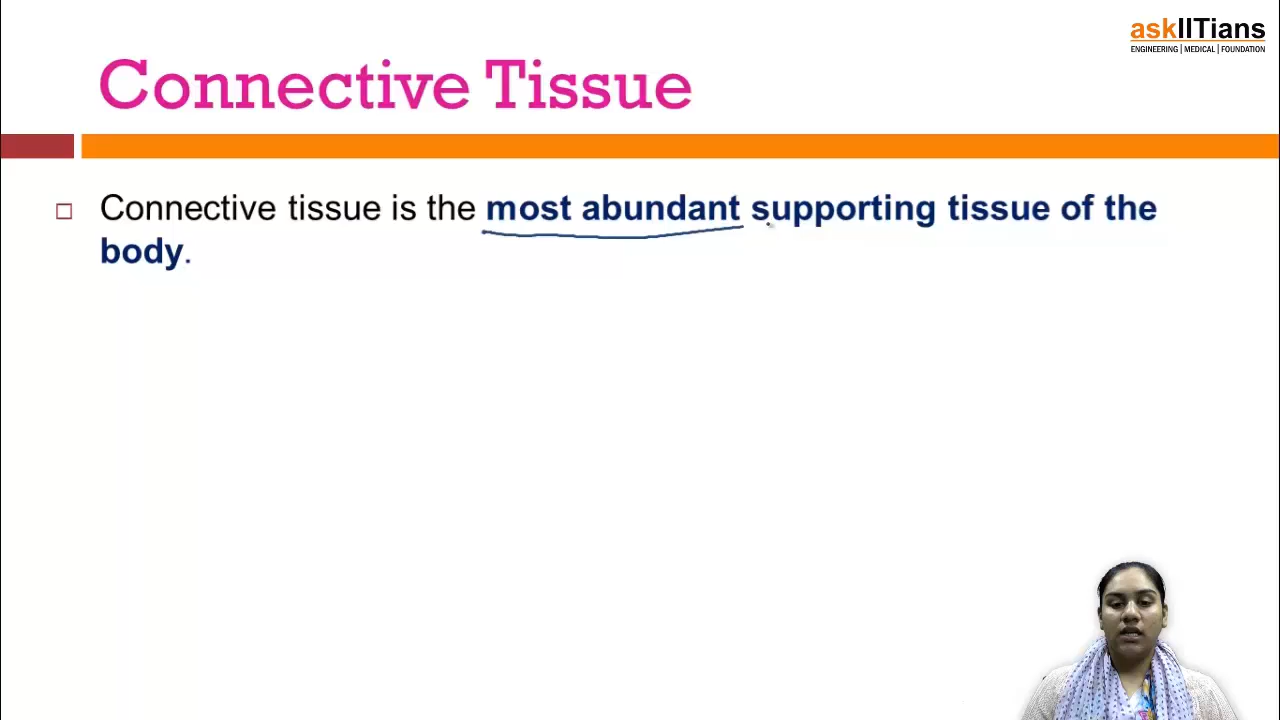 askIITians
ENGINEERING | MEDICAL | FOUNDATION
Connective Tissue
Connective tissue is the most abundant supporting tissue of the
body.